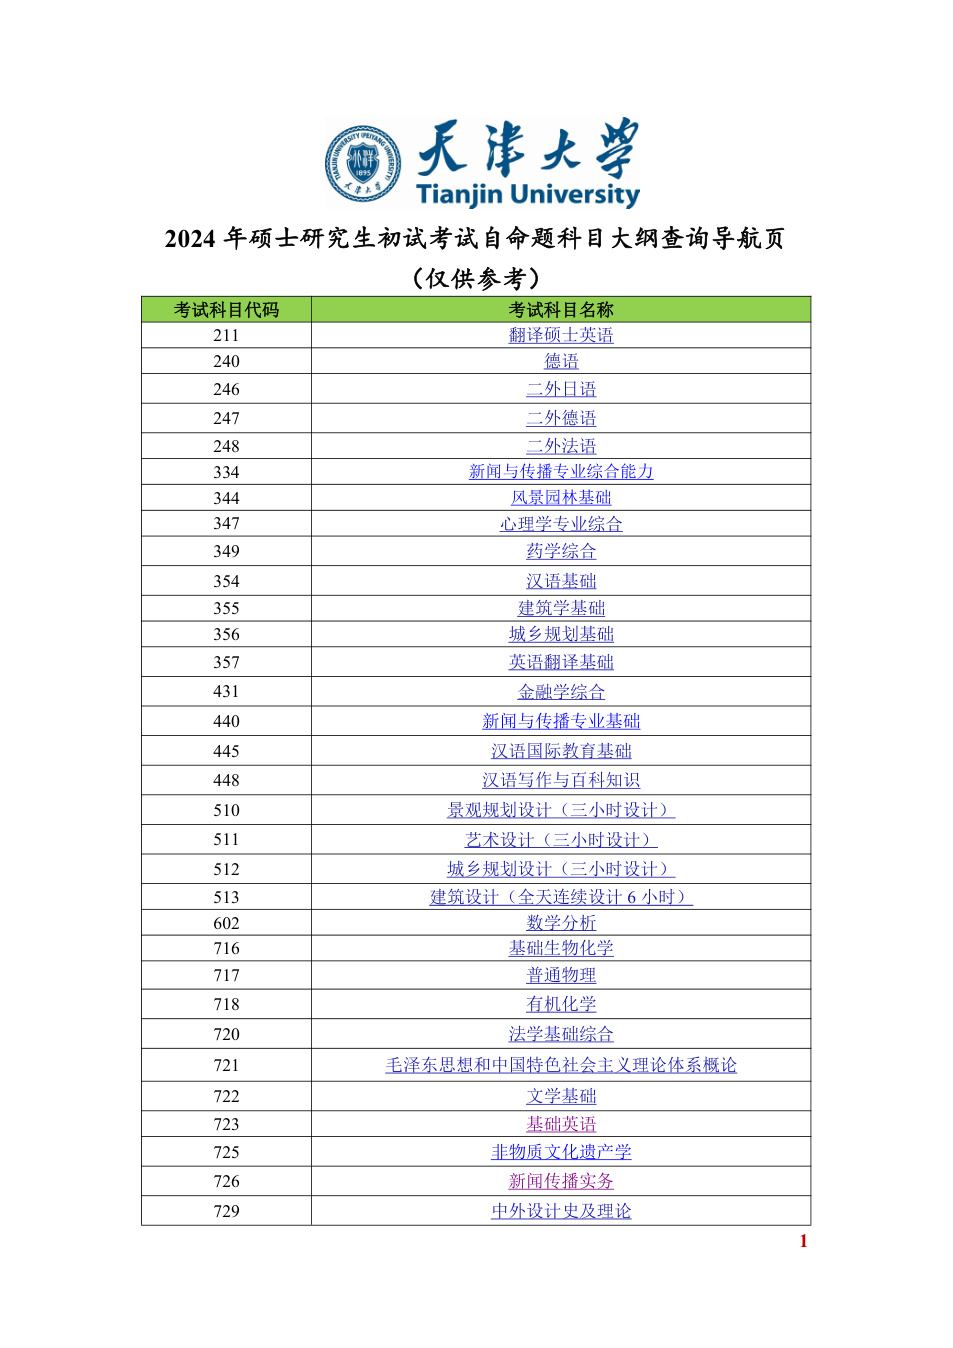 天津大学
Tianjin University
TIANJIN UNIVERSITY (PEIYANG UNIVERSITY)
北洋
1895
天津大学
2024 年硕士研究生初试考试自命题科目大纲查询导航页
（仅供参考）
考试科目代码 考试科目名称
211 翻译硕士英语
240 德语
246 二外日语
247 二外德语
248 二外法语
334 新闻与传播专业综合能力
344 风景园林基础
347 心理学专业综合
349 药学综合
354 汉语基础
355 建筑学基础
356 城乡规划基础
357 英语翻译基础
431 金融学综合
440 新闻与传播专业基础
445 汉语国际教育基础
448 汉语写作与百科知识
510 景观规划设计（三小时设计）
511 艺术设计（三小时设计）
512 城乡规划设计（三小时设计）
513 建筑设计（全天连续设计 6 小时）
602 数学分析
716 基础生物化学
717 普通物理
718 有机化学
720 法学基础综合
721 毛泽东思想和中国特色社会主义理论体系概论
722 文学基础
723 基础英语
725 非物质文化遗产学
726 新闻传播实务
729 中外设计史及理论
1